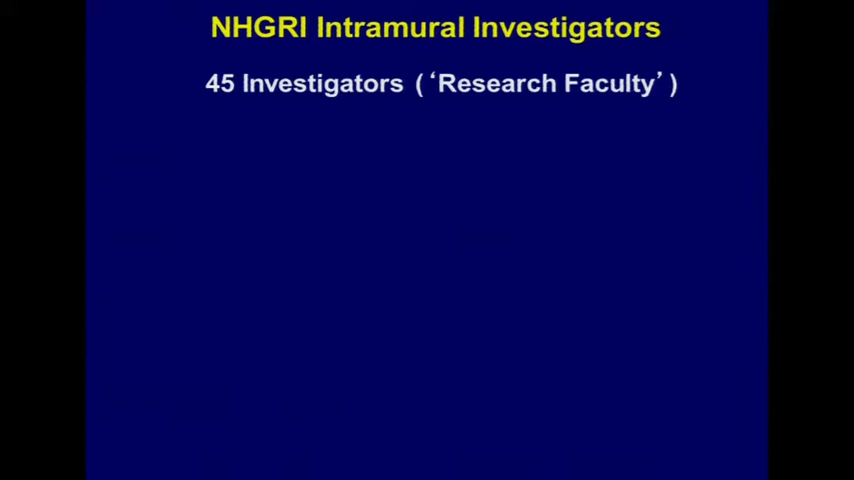 NHGRI Intramural Investigators
45 Investigators (‘Research Faculty’)